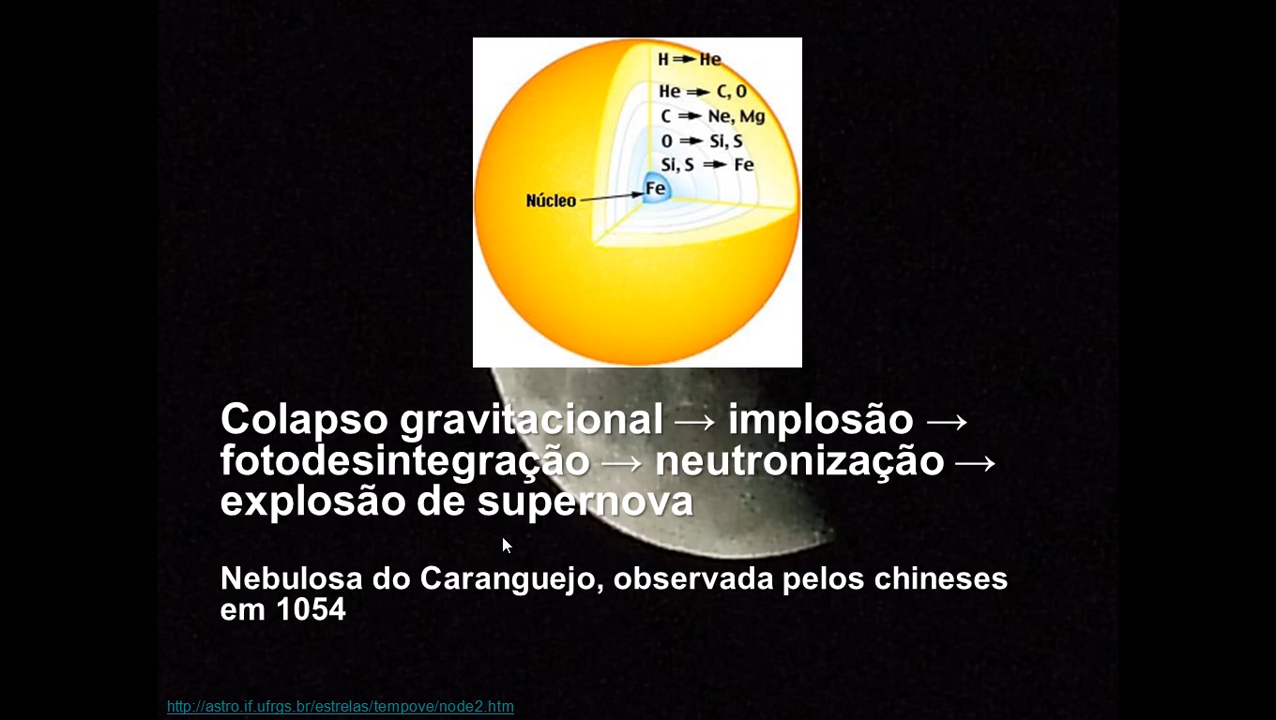 H → He
He → C, O
C → Ne, Mg
O → Si, S
Si, S → Fe
Fe
Núcleo
Colapso gravitacional → implosão →
fotodesintegração → neutronização →
explosão de supernova
Nebulosa do Caranguejo, observada pelos chineses
em 1054
http://astro.if.ufrgs.br/estrelas/tempove/node2.htm